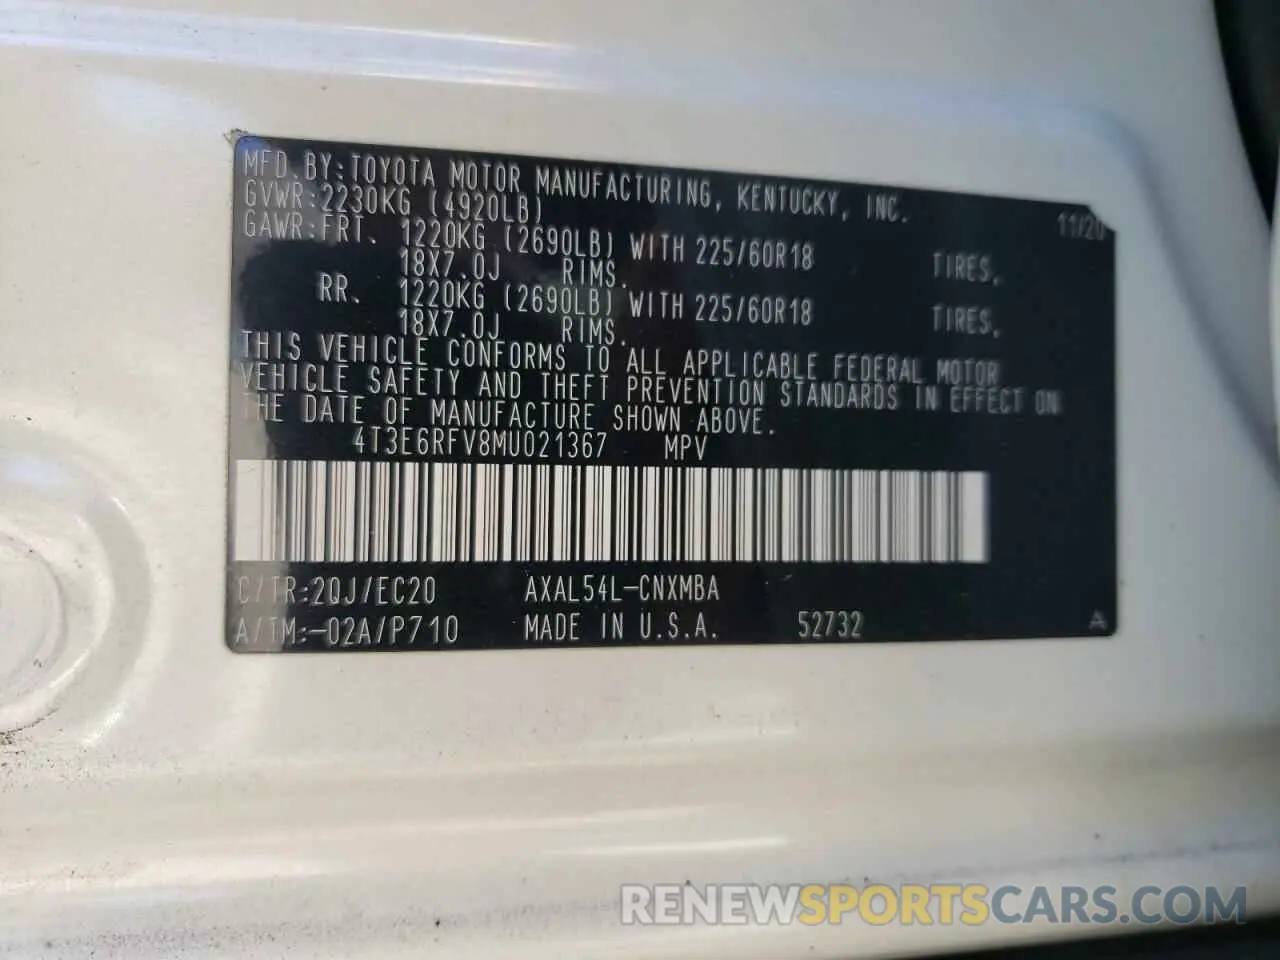 MFD.BY:TOYOTA MOTOR MANUFACTURING, KENTUCKY, INC.
GVWR:2230KG (4920LB) 11/20
GAWR:FRT. 1220KG (2690LB) WITH 225/60R18 TIRES,
18X7.0J RIMS.
RR. 1220KG (2690LB) WITH 225/60R18 TIRES,
18X7.0J RIMS.
THIS VEHICLE CONFORMS TO ALL APPLICABLE FEDERAL MOTOR
VEHICLE SAFETY AND THEFT PREVENTION STANDARDS IN EFFECT ON
THE DATE OF MANUFACTURE SHOWN ABOVE.
4T3E6RFV8MU021367 MPV
C/TR:2QJ/EC20 AXAL54L-CNXMBA
A/TM:-02A/P710 MADE IN U.S.A. 52732 A
RENEWSPORTSCARS.COM